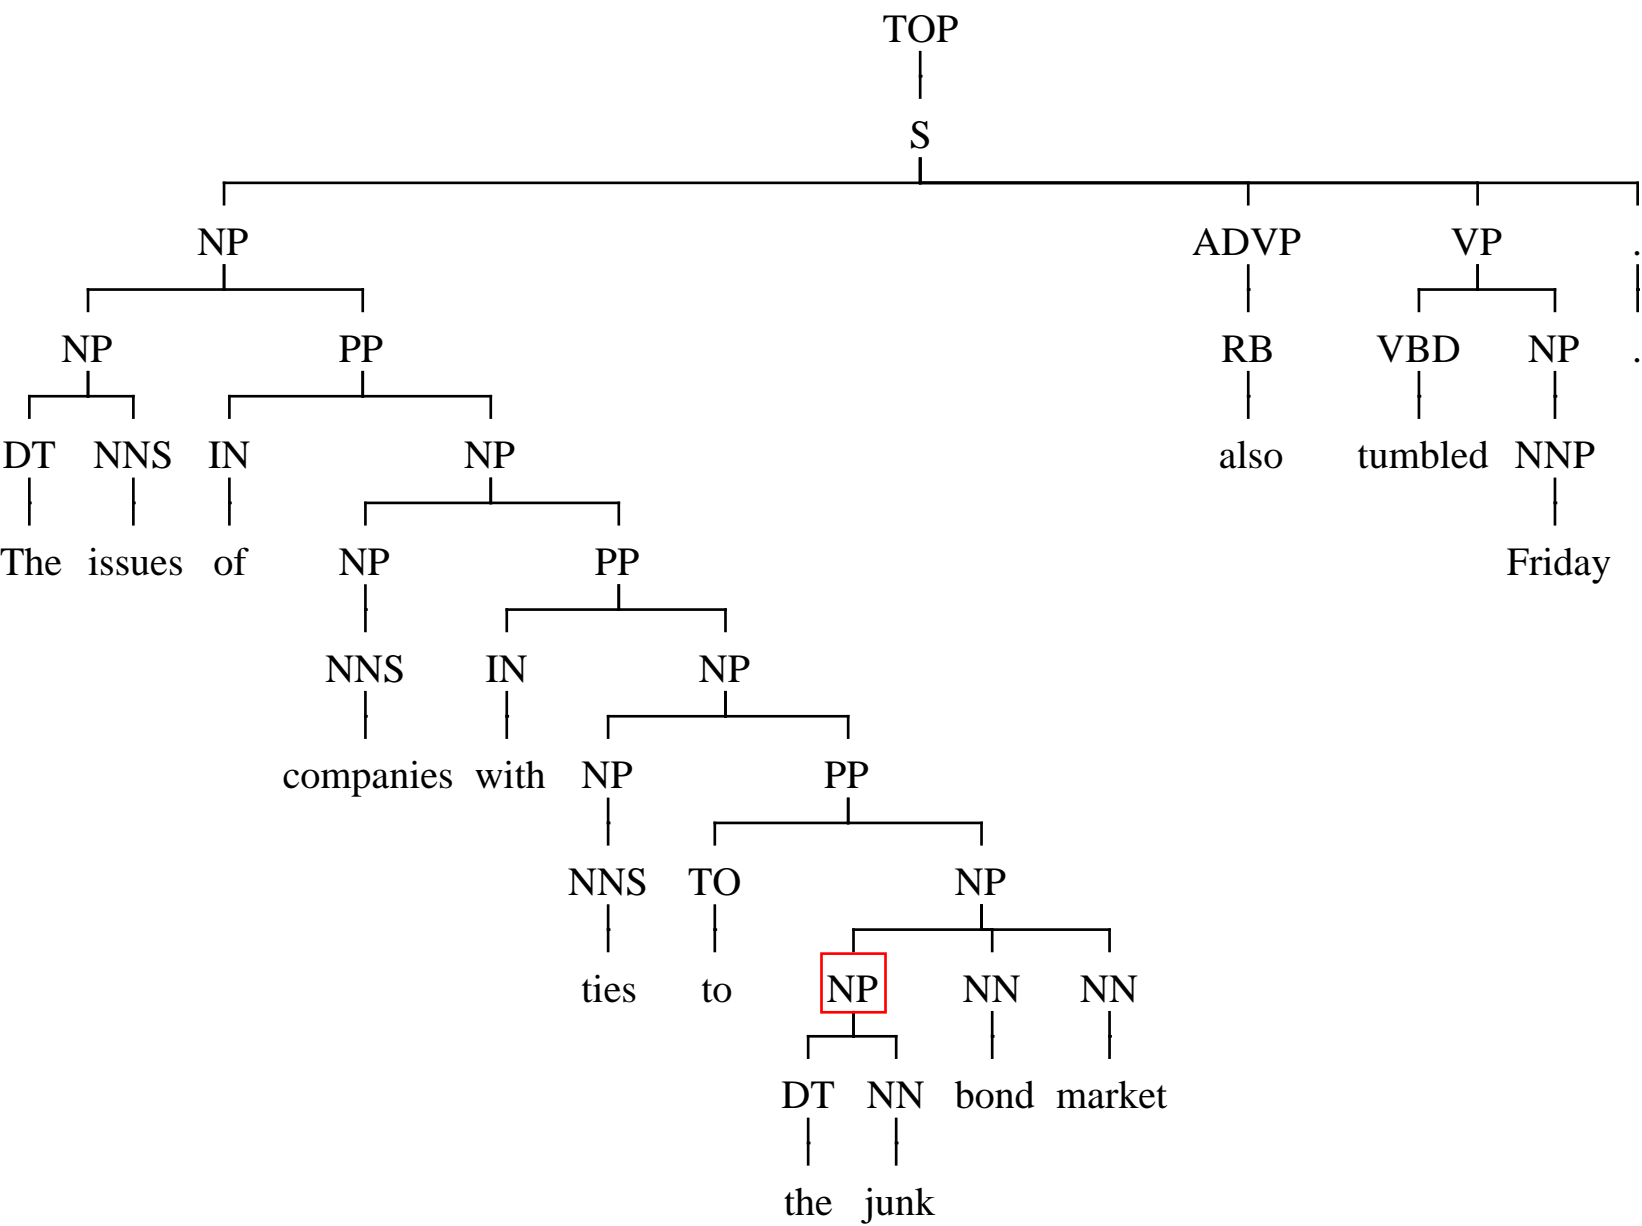 TOP
S
NP ADVP VP .
NP PP RB VBD NP .
DT NNS IN NP also tumbled NNP
The issues of NP PP Friday
NNS IN NP
companies with NP PP
NNS TO NP
ties to NP NN NN
DT NN bond market
the junk